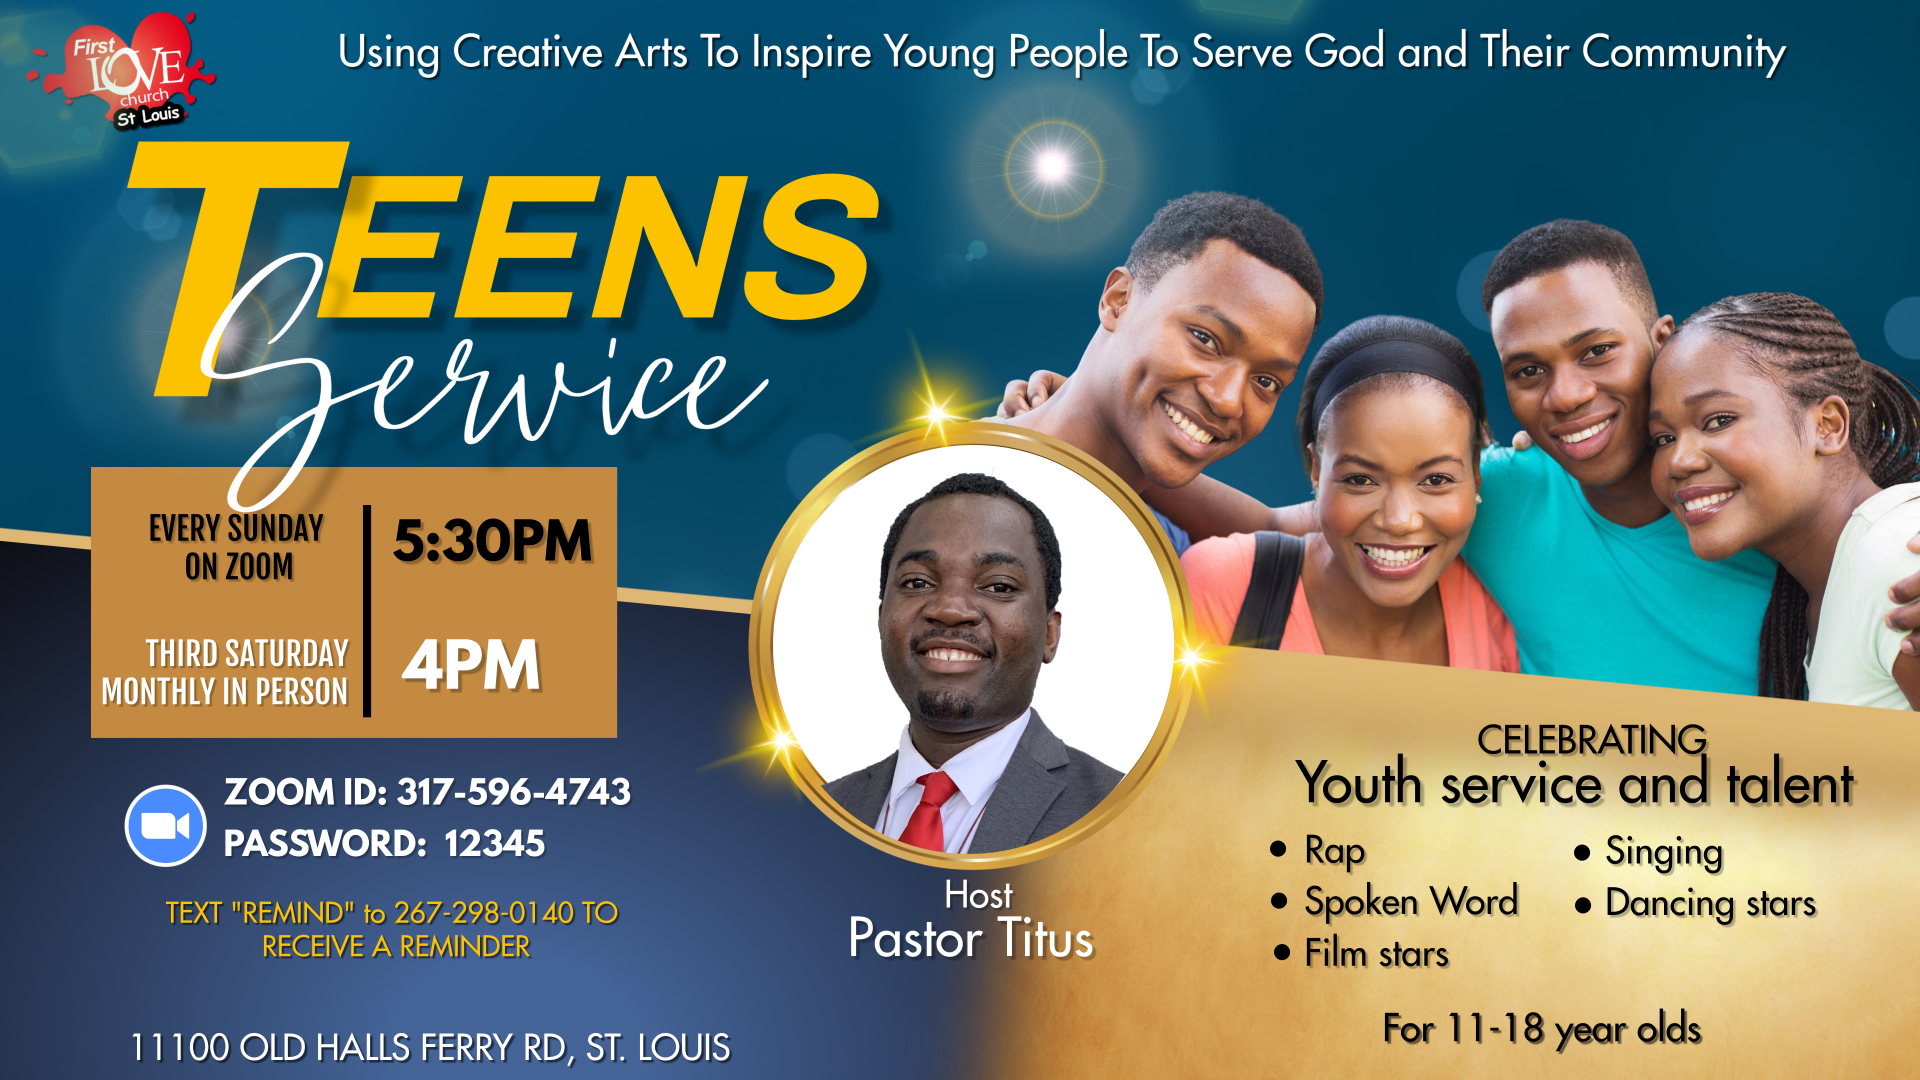 First
LOVE
church
St Louis
Using Creative Arts To Inspire Young People To Serve God and Their Community
TEENS
Service
EVERY SUNDAY
ON ZOOM
5:30PM
THIRD SATURDAY
MONTHLY IN PERSON
4PM
ZOOM ID: 317-596-4743
PASSWORD: 12345
TEXT "REMIND" to 267-298-0140 TO
RECEIVE A REMINDER
11100 OLD HALLS FERRY RD, ST. LOUIS
Host
Pastor Titus
CELEBRATING
Youth service and talent
• Rap
• Spoken Word
• Film stars
• Singing
• Dancing stars
For 11-18 year olds